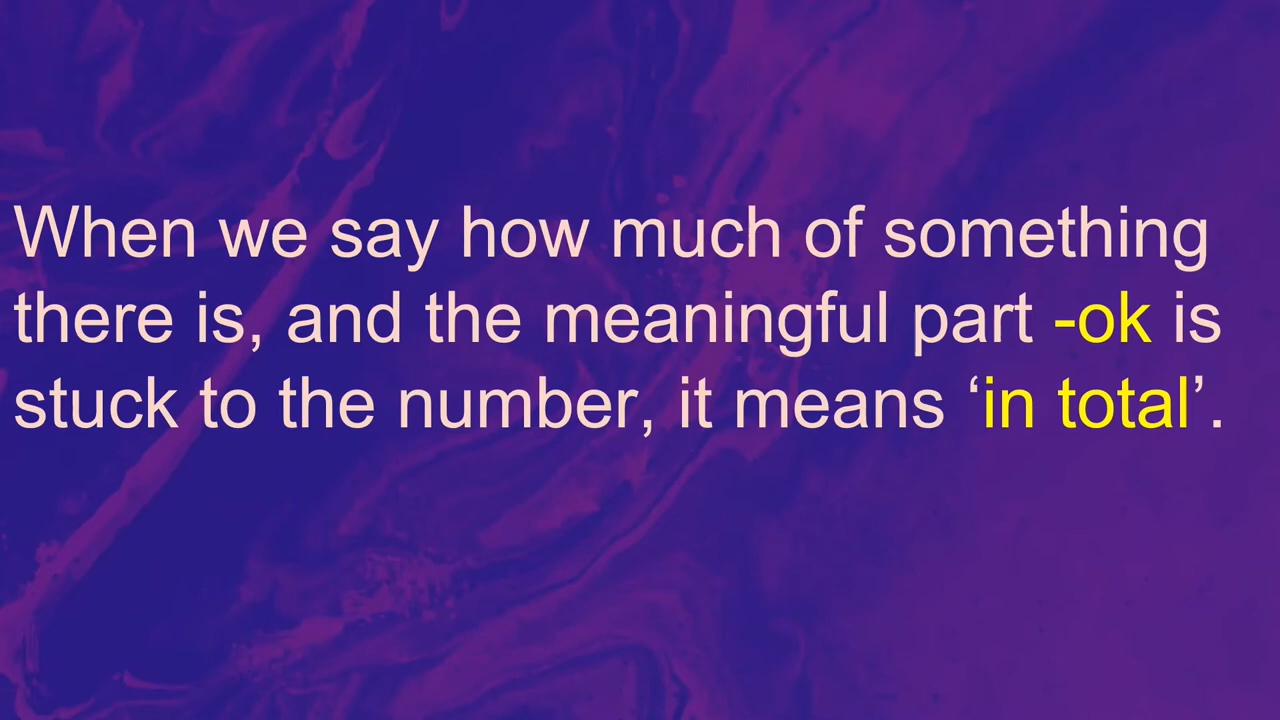 When we say how much of something
there is, and the meaningful part -ok is
stuck to the number, it means ‘in total’.